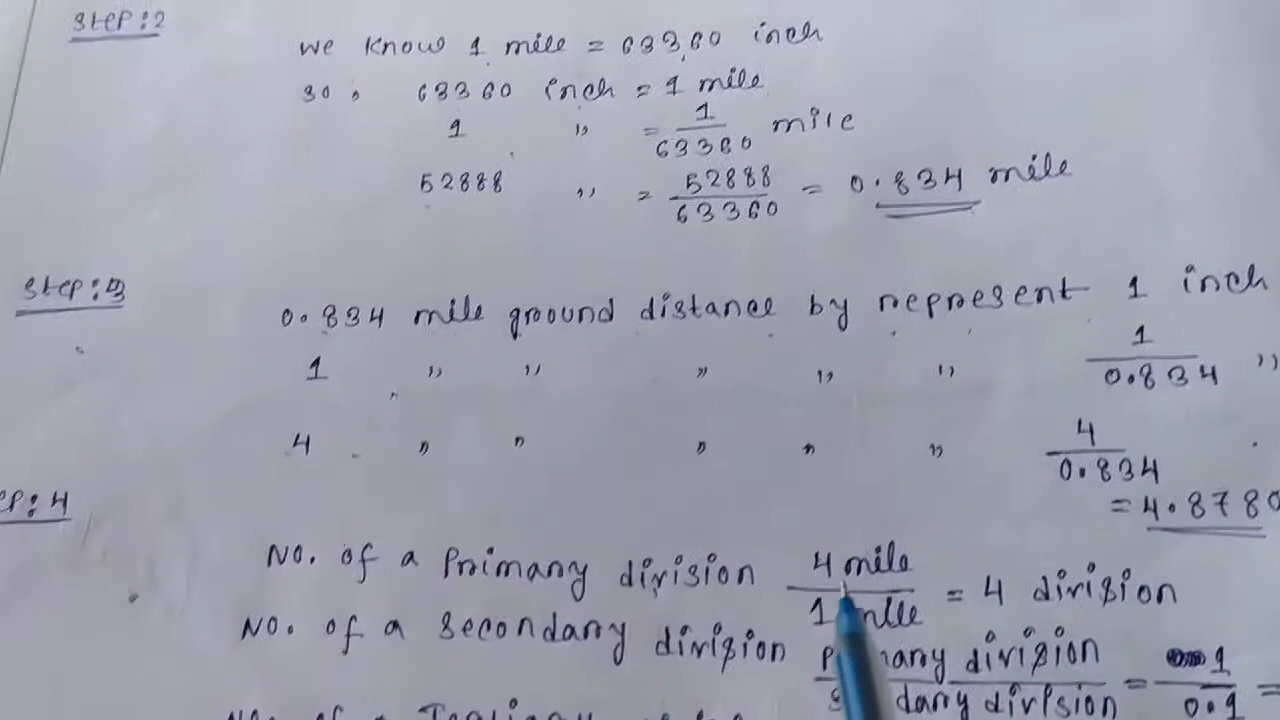 Step:2
We know 1 mile = 63360 inch
so, 63360 inch = 1 mile
1 " = 1/63360 mile
52888 " = 52888/63360 = 0.834 mile
Step:3
0.834 mile ground distance by represent 1 inch
1 " " " " " 1/0.834 "
4 " " " " " 4/0.834
= 4.8780
ep:4
No. of a Primary division 4 mile/1 mile = 4 division
No. of a secondary division Primary division/secondary division = 1/0.1 =